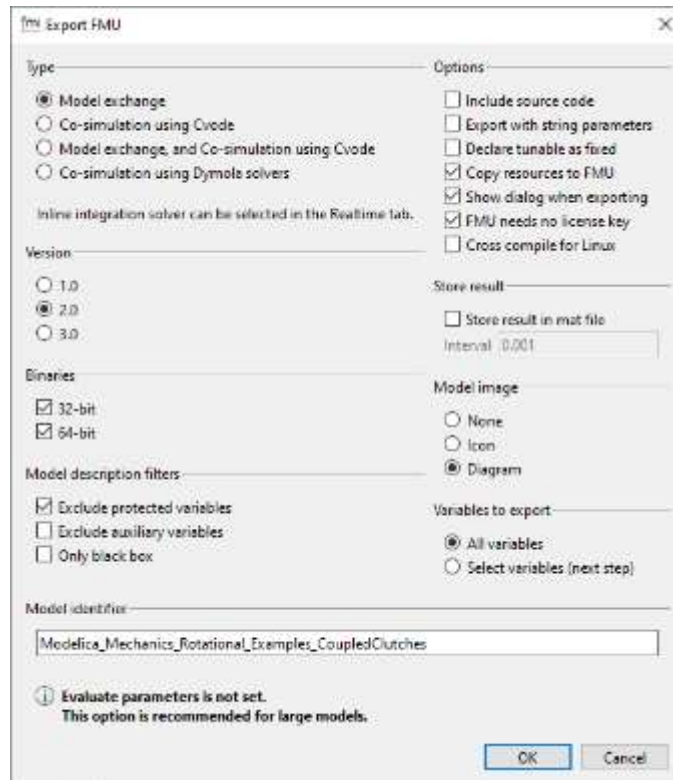 fmi Export FMU
Type
Model exchange
Co-simulation using Cvode
Model exchange, and Co-simulation using Cvode
Co-simulation using Dymola solvers
Inline integration solver can be selected in the Realtime tab.
Version
1.0
2.0
3.0
Binaries
32-bit
64-bit
Model description filters
Exclude protected variables
Exclude auxiliary variables
Only black box
Options
Include source code
Export with string parameters
Declare tunable as fixed
Copy resources to FMU
Show dialog when exporting
FMU needs no license key
Cross compile for Linux
Store result
Store result in mat file
Interval 0.001
Model image
None
Icon
Diagram
Variables to export
All variables
Select variables (next step)
Model identifier
Modelica_Mechanics_Rotational_Examples_CoupledClutches
Evaluate parameters is not set.
This option is recommended for large models.
OK Cancel